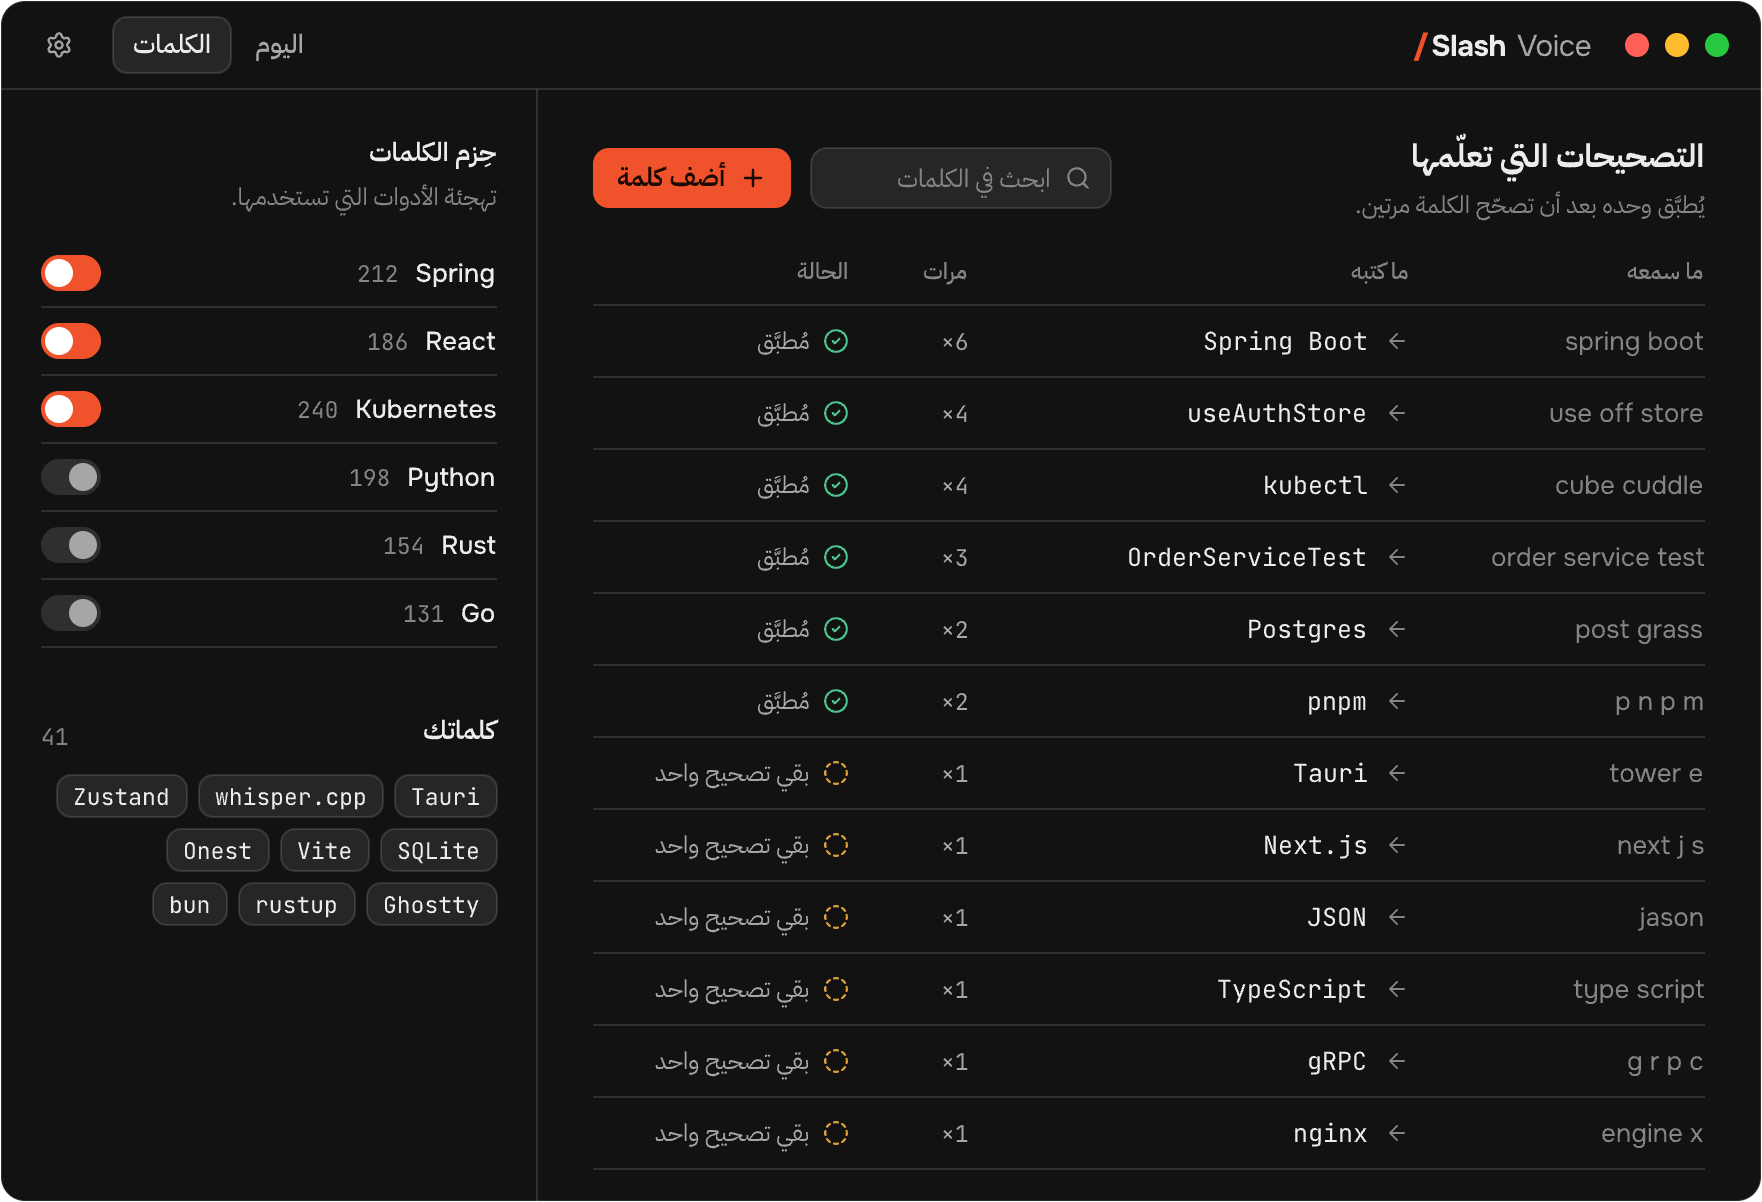 /Slash Voice
اليوم
الكلمات
التصحيحات التي تعلّمها
يُطبَّق وحده بعد أن تصحّح الكلمة مرتين.
ابحث في الكلمات
+ أضف كلمة
ما سمعه ما كتبه مرات الحالة
spring boot ← Spring Boot ×6 مُطبَّق
use off store ← useAuthStore ×4 مُطبَّق
cube cuddle ← kubectl ×4 مُطبَّق
order service test ← OrderServiceTest ×3 مُطبَّق
post grass ← Postgres ×2 مُطبَّق
p n p m ← pnpm ×2 مُطبَّق
tower e ← Tauri ×1 بقي تصحيح واحد
next j s ← Next.js ×1 بقي تصحيح واحد
jason ← JSON ×1 بقي تصحيح واحد
type script ← TypeScript ×1 بقي تصحيح واحد
g r p c ← gRPC ×1 بقي تصحيح واحد
engine x ← nginx ×1 بقي تصحيح واحد
حِزم الكلمات
تهجئة الأدوات التي تستخدمها.
Spring 212
React 186
Kubernetes 240
Python 198
Rust 154
Go 131
كلماتك 41
Tauri whisper.cpp Zustand
SQLite Vite Onest
Ghostty rustup bun